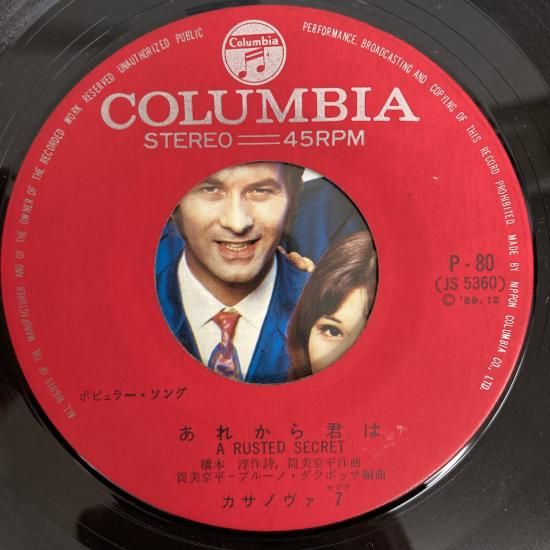 ALL RIGHTS OF THE MANUFACTURER AND OF THE OWNER OF THE RECORDED WORK RESERVED UNAUTHORIZED PUBLIC PERFORMANCE, BROADCASTING AND COPYING OF THIS RECORD PROHIBITED. MADE BY NIPPON COLUMBIA CO., LTD.
Columbia
COLUMBIA
STEREO 45RPM
P-80
(JS 5360)
Ⓒ '69.12
ポピュラー・ソング
あれから君は
A RUSTED SECRET
橋本 淳作詩, 筒美京平作曲
筒美京平-ブルーノ・ダラボッサ編曲
セブン
カサノヴァ 7